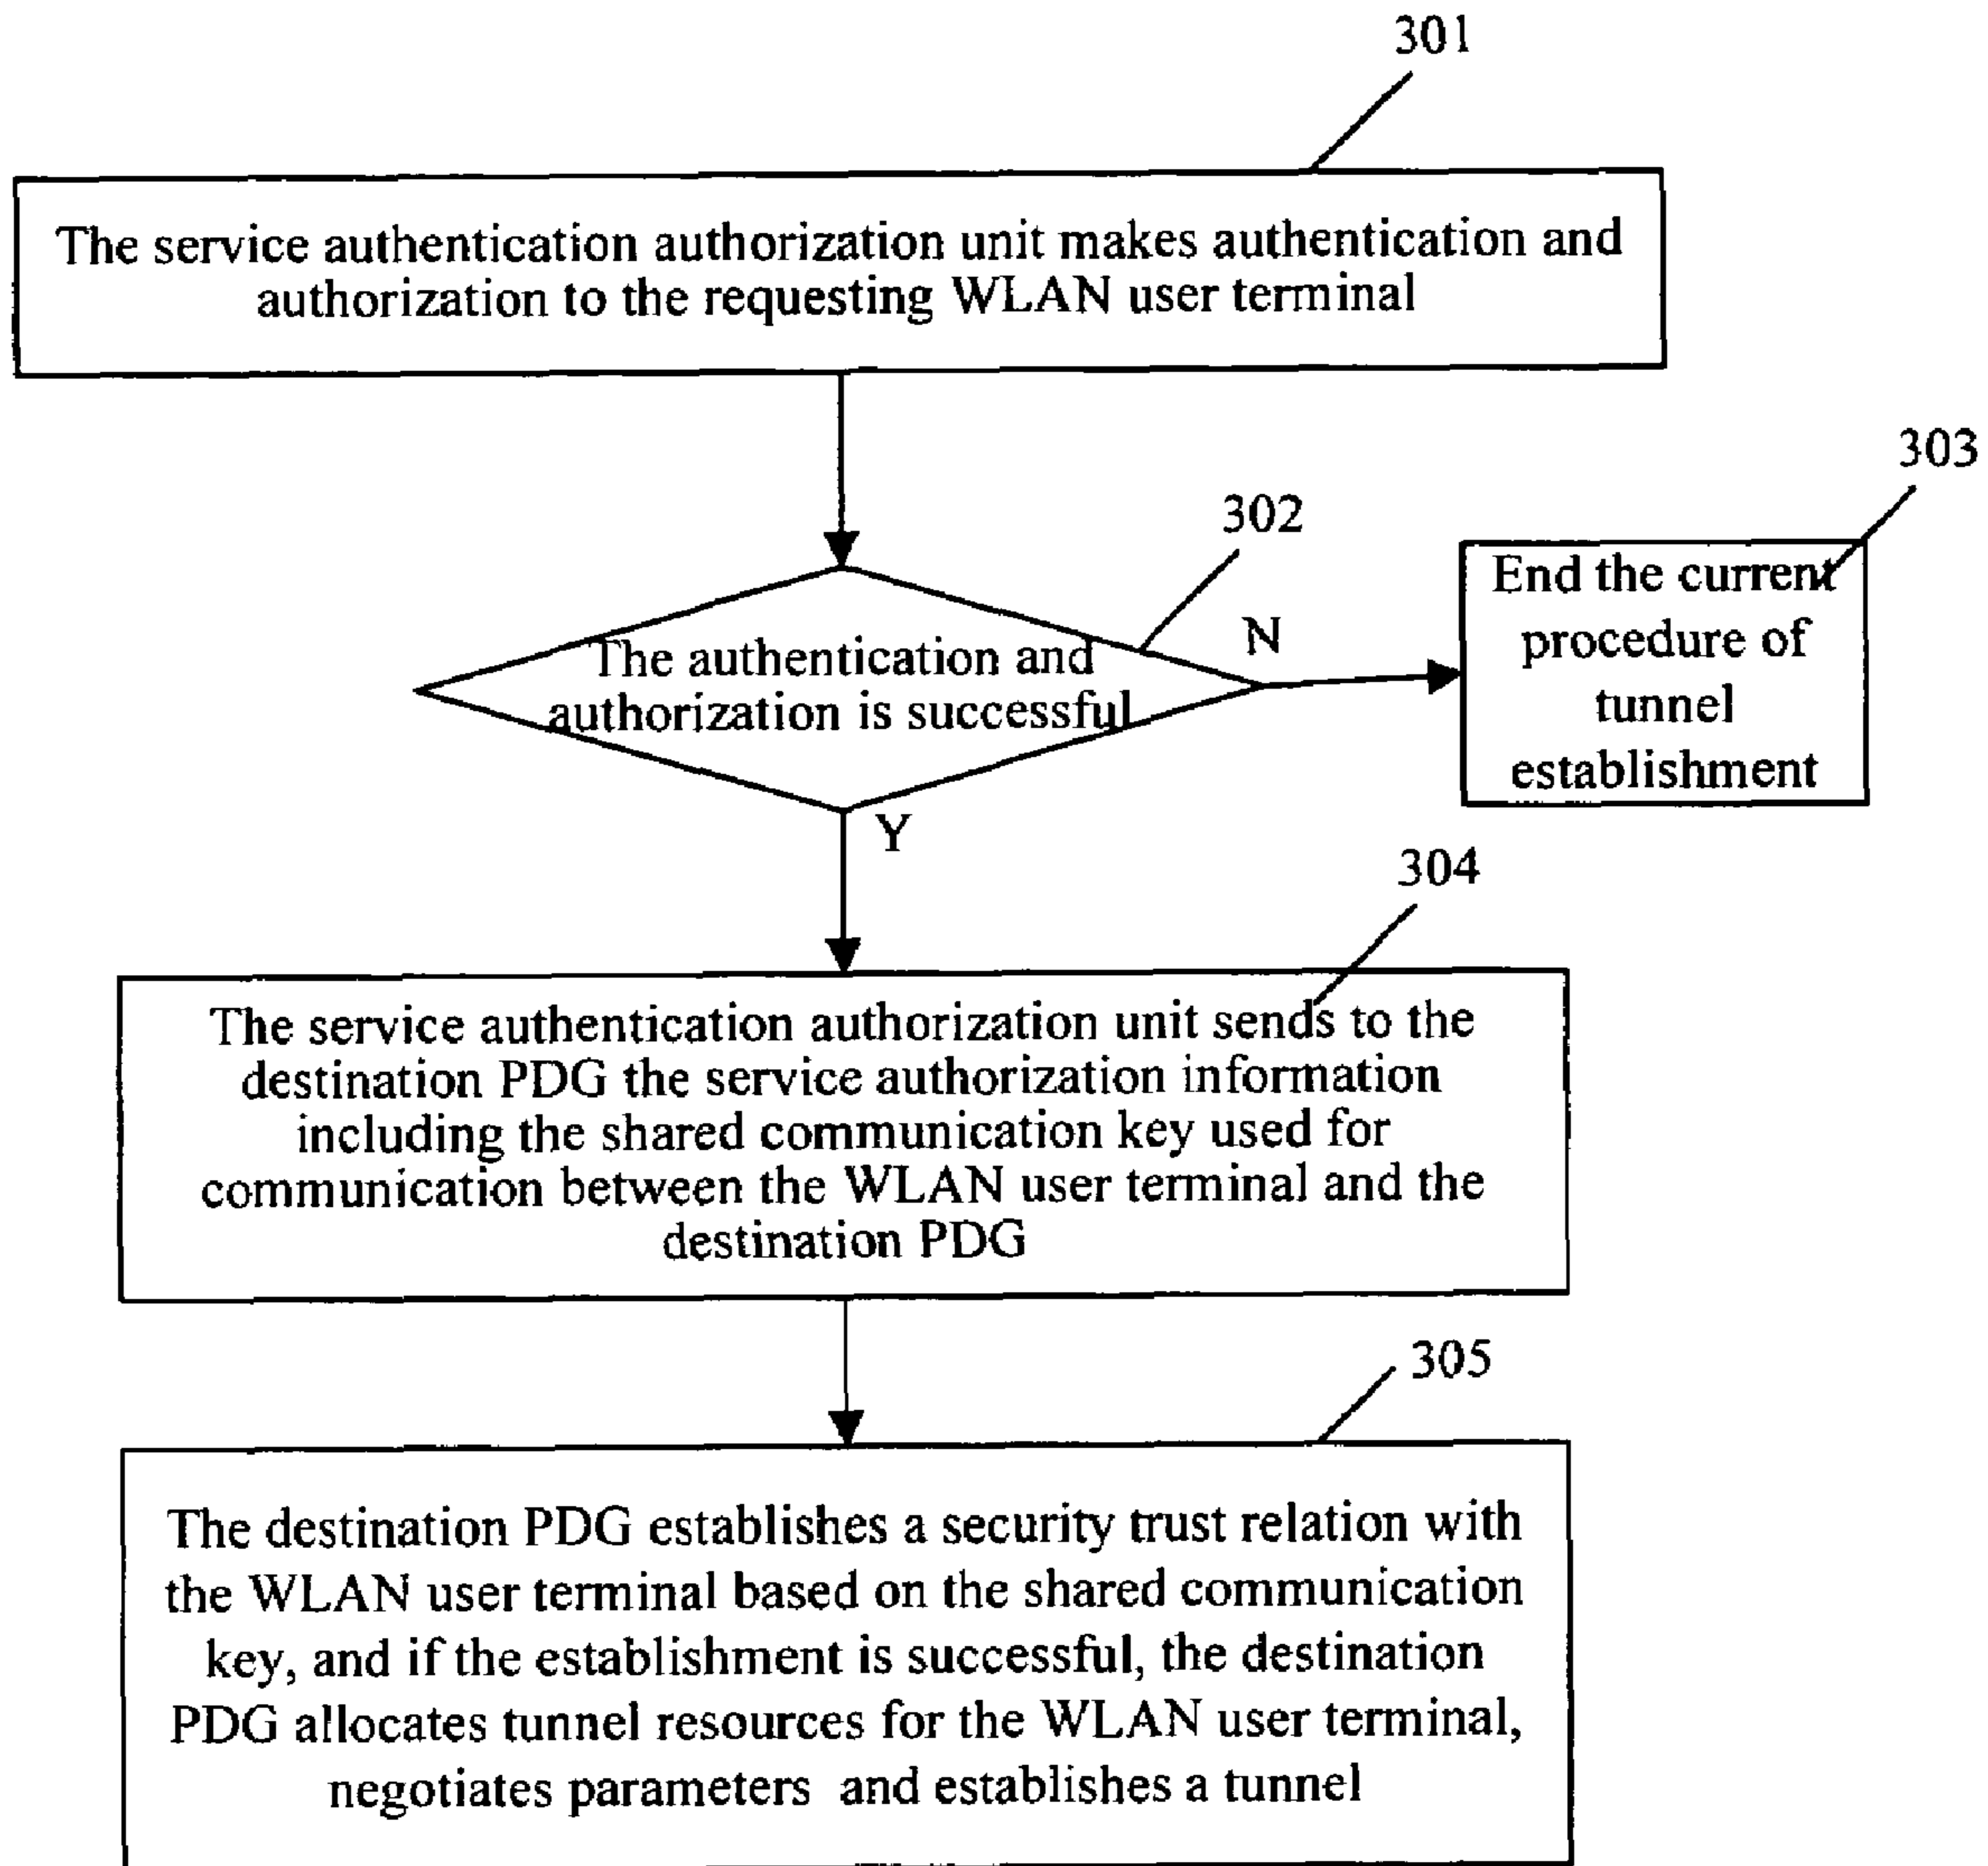 301
The service authentication authorization unit makes authentication and
authorization to the requesting WLAN user terminal
303
302
End the current
procedure of
tunnel
establishment
N
The authentication and
authorization is successful
Y
304
The service authentication authorization unit sends to the
destination PDG the service authorization information
including the shared communication key used for
communication between the WLAN user terminal and the
destination PDG
305
The destination PDG establishes a security trust relation with
the WLAN user terminal based on the shared communication
key, and if the establishment is successful, the destination
PDG allocates tunnel resources for the WLAN user terminal,
negotiates parameters and establishes a tunnel